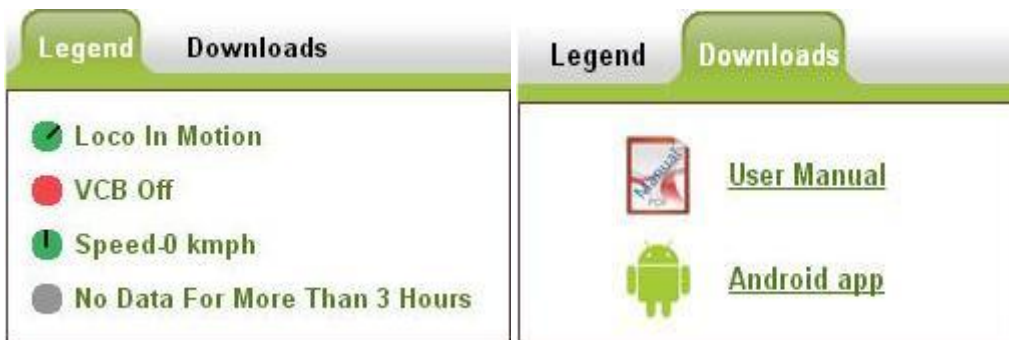 Legend Downloads
Loco In Motion
VCB Off
Speed-0 kmph
No Data For More Than 3 Hours
Legend Downloads
Manual
PDF
User Manual
Android app